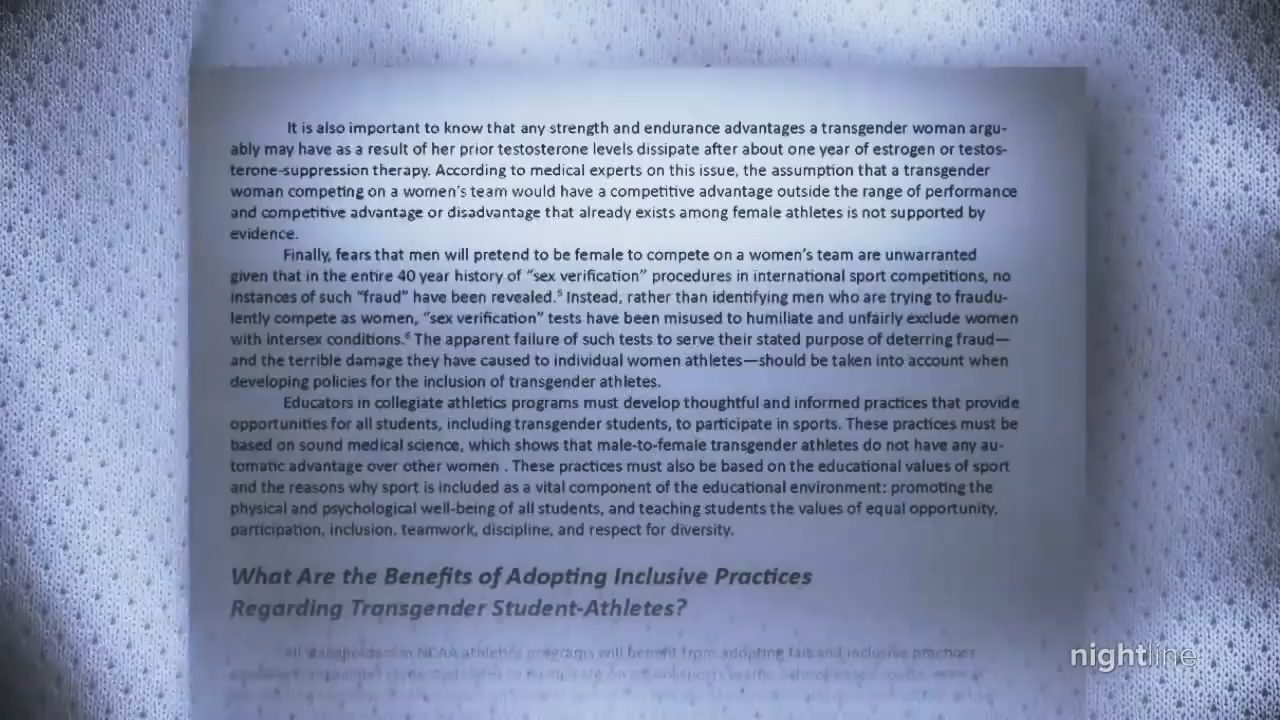 It is also important to know that any strength and endurance advantages a transgender woman argu-
ably may have as a result of her prior testosterone levels dissipate after about one year of estrogen or testos-
terone-suppression therapy. According to medical experts on this issue, the assumption that a transgender
woman competing on a women's team would have a competitive advantage outside the range of performance
and competitive advantage or disadvantage that already exists among female athletes is not supported by
evidence.
Finally, fears that men will pretend to be female to compete on a women's team are unwarranted
given that in the entire 40 year history of "sex verification" procedures in international sport competitions, no
instances of such "fraud" have been revealed.⁵ Instead, rather than identifying men who are trying to fraudu-
lently compete as women, "sex verification" tests have been misused to humiliate and unfairly exclude women
with intersex conditions.⁶ The apparent failure of such tests to serve their stated purpose of deterring fraud—
and the terrible damage they have caused to individual women athletes—should be taken into account when
developing policies for the inclusion of transgender athletes.
Educators in collegiate athletics programs must develop thoughtful and informed practices that provide
opportunities for all students, including transgender students, to participate in sports. These practices must be
based on sound medical science, which shows that male-to-female transgender athletes do not have any au-
tomatic advantage over other women . These practices must also be based on the educational values of sport
and the reasons why sport is included as a vital component of the educational environment: promoting the
physical and psychological well-being of all students, and teaching students the values of equal opportunity,
participation, inclusion, teamwork, discipline, and respect for diversity.
What Are the Benefits of Adopting Inclusive Practices
Regarding Transgender Student-Athletes?
All stakeholders in NCAA athletics programs will benefit from adopting fair and inclusive practices
nightline